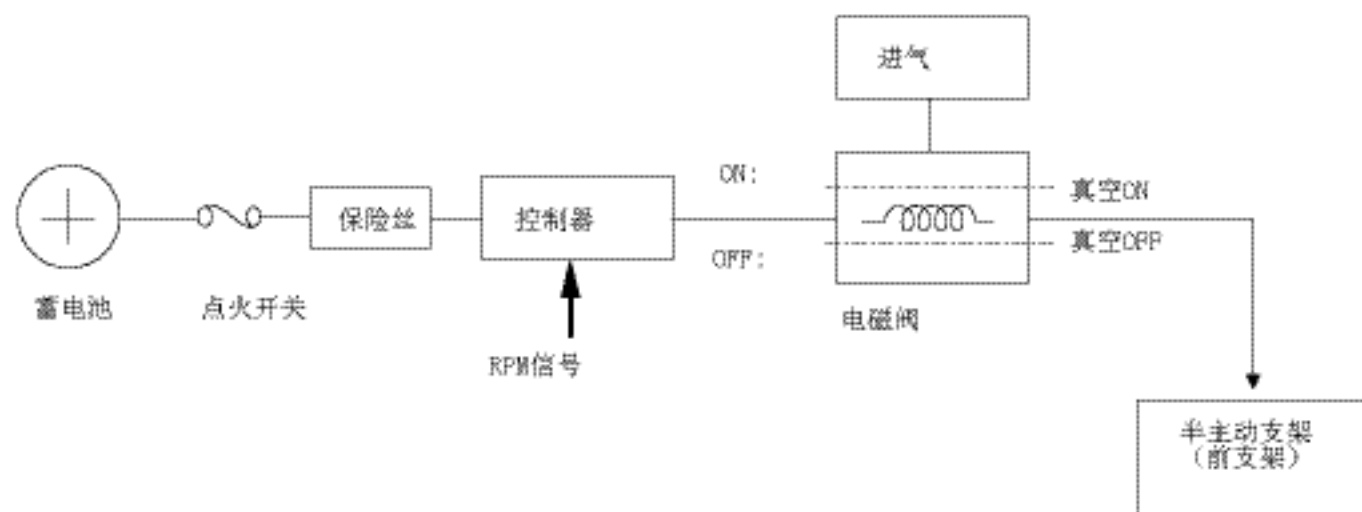 进气
ON:
真空ON
保险丝
控制器
OFF:
真空OFF
蓄电池
点火开关
电磁阀
RPM信号
半主动支架
（前支架）